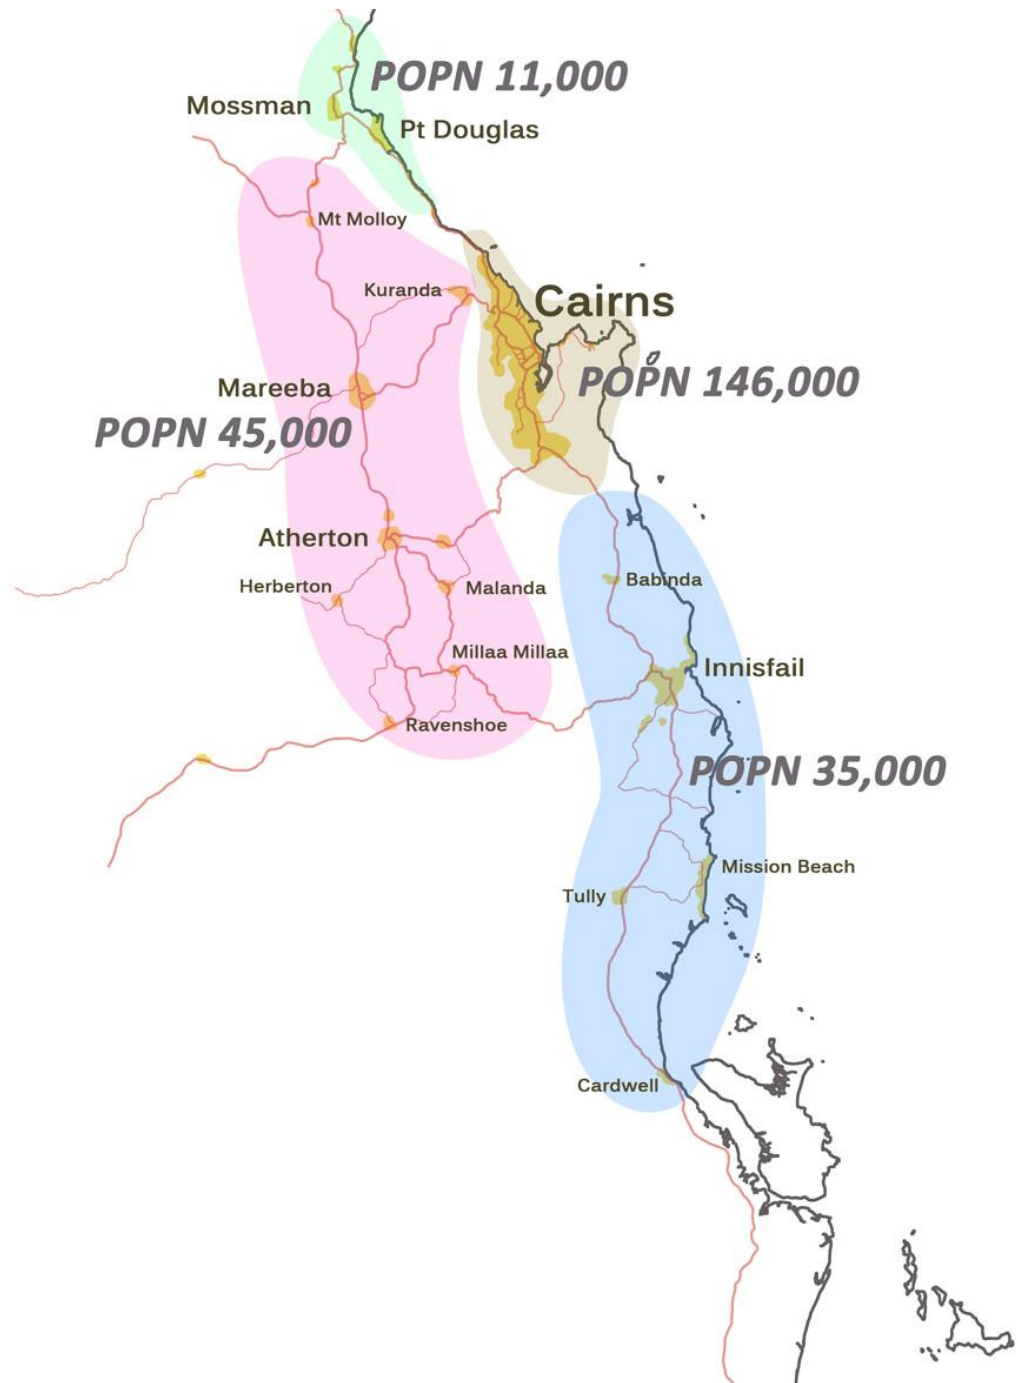 POPN 11,000
Mossman
Pt Douglas
Mt Molloy
Kuranda
Cairns
Mareeba
POPN 146,000
POPN 45,000
Atherton
Herberton
Malanda
Babinda
Millaa Millaa
Innisfail
Ravenshoe
POPN 35,000
Mission Beach
Tully
Cardwell